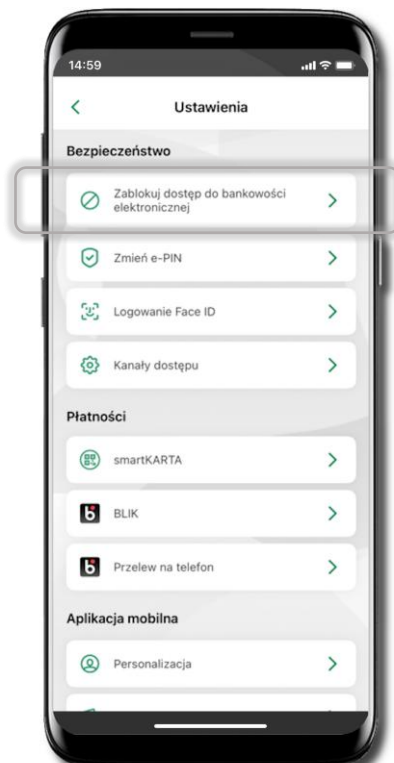 14:59
Ustawienia
Bezpieczeństwo
Zablokuj dostęp do bankowości
elektronicznej
Zmień e-PIN
Logowanie Face ID
Kanały dostępu
Płatności
smartKARTA
BLIK
Przelew na telefon
Aplikacja mobilna
Personalizacja